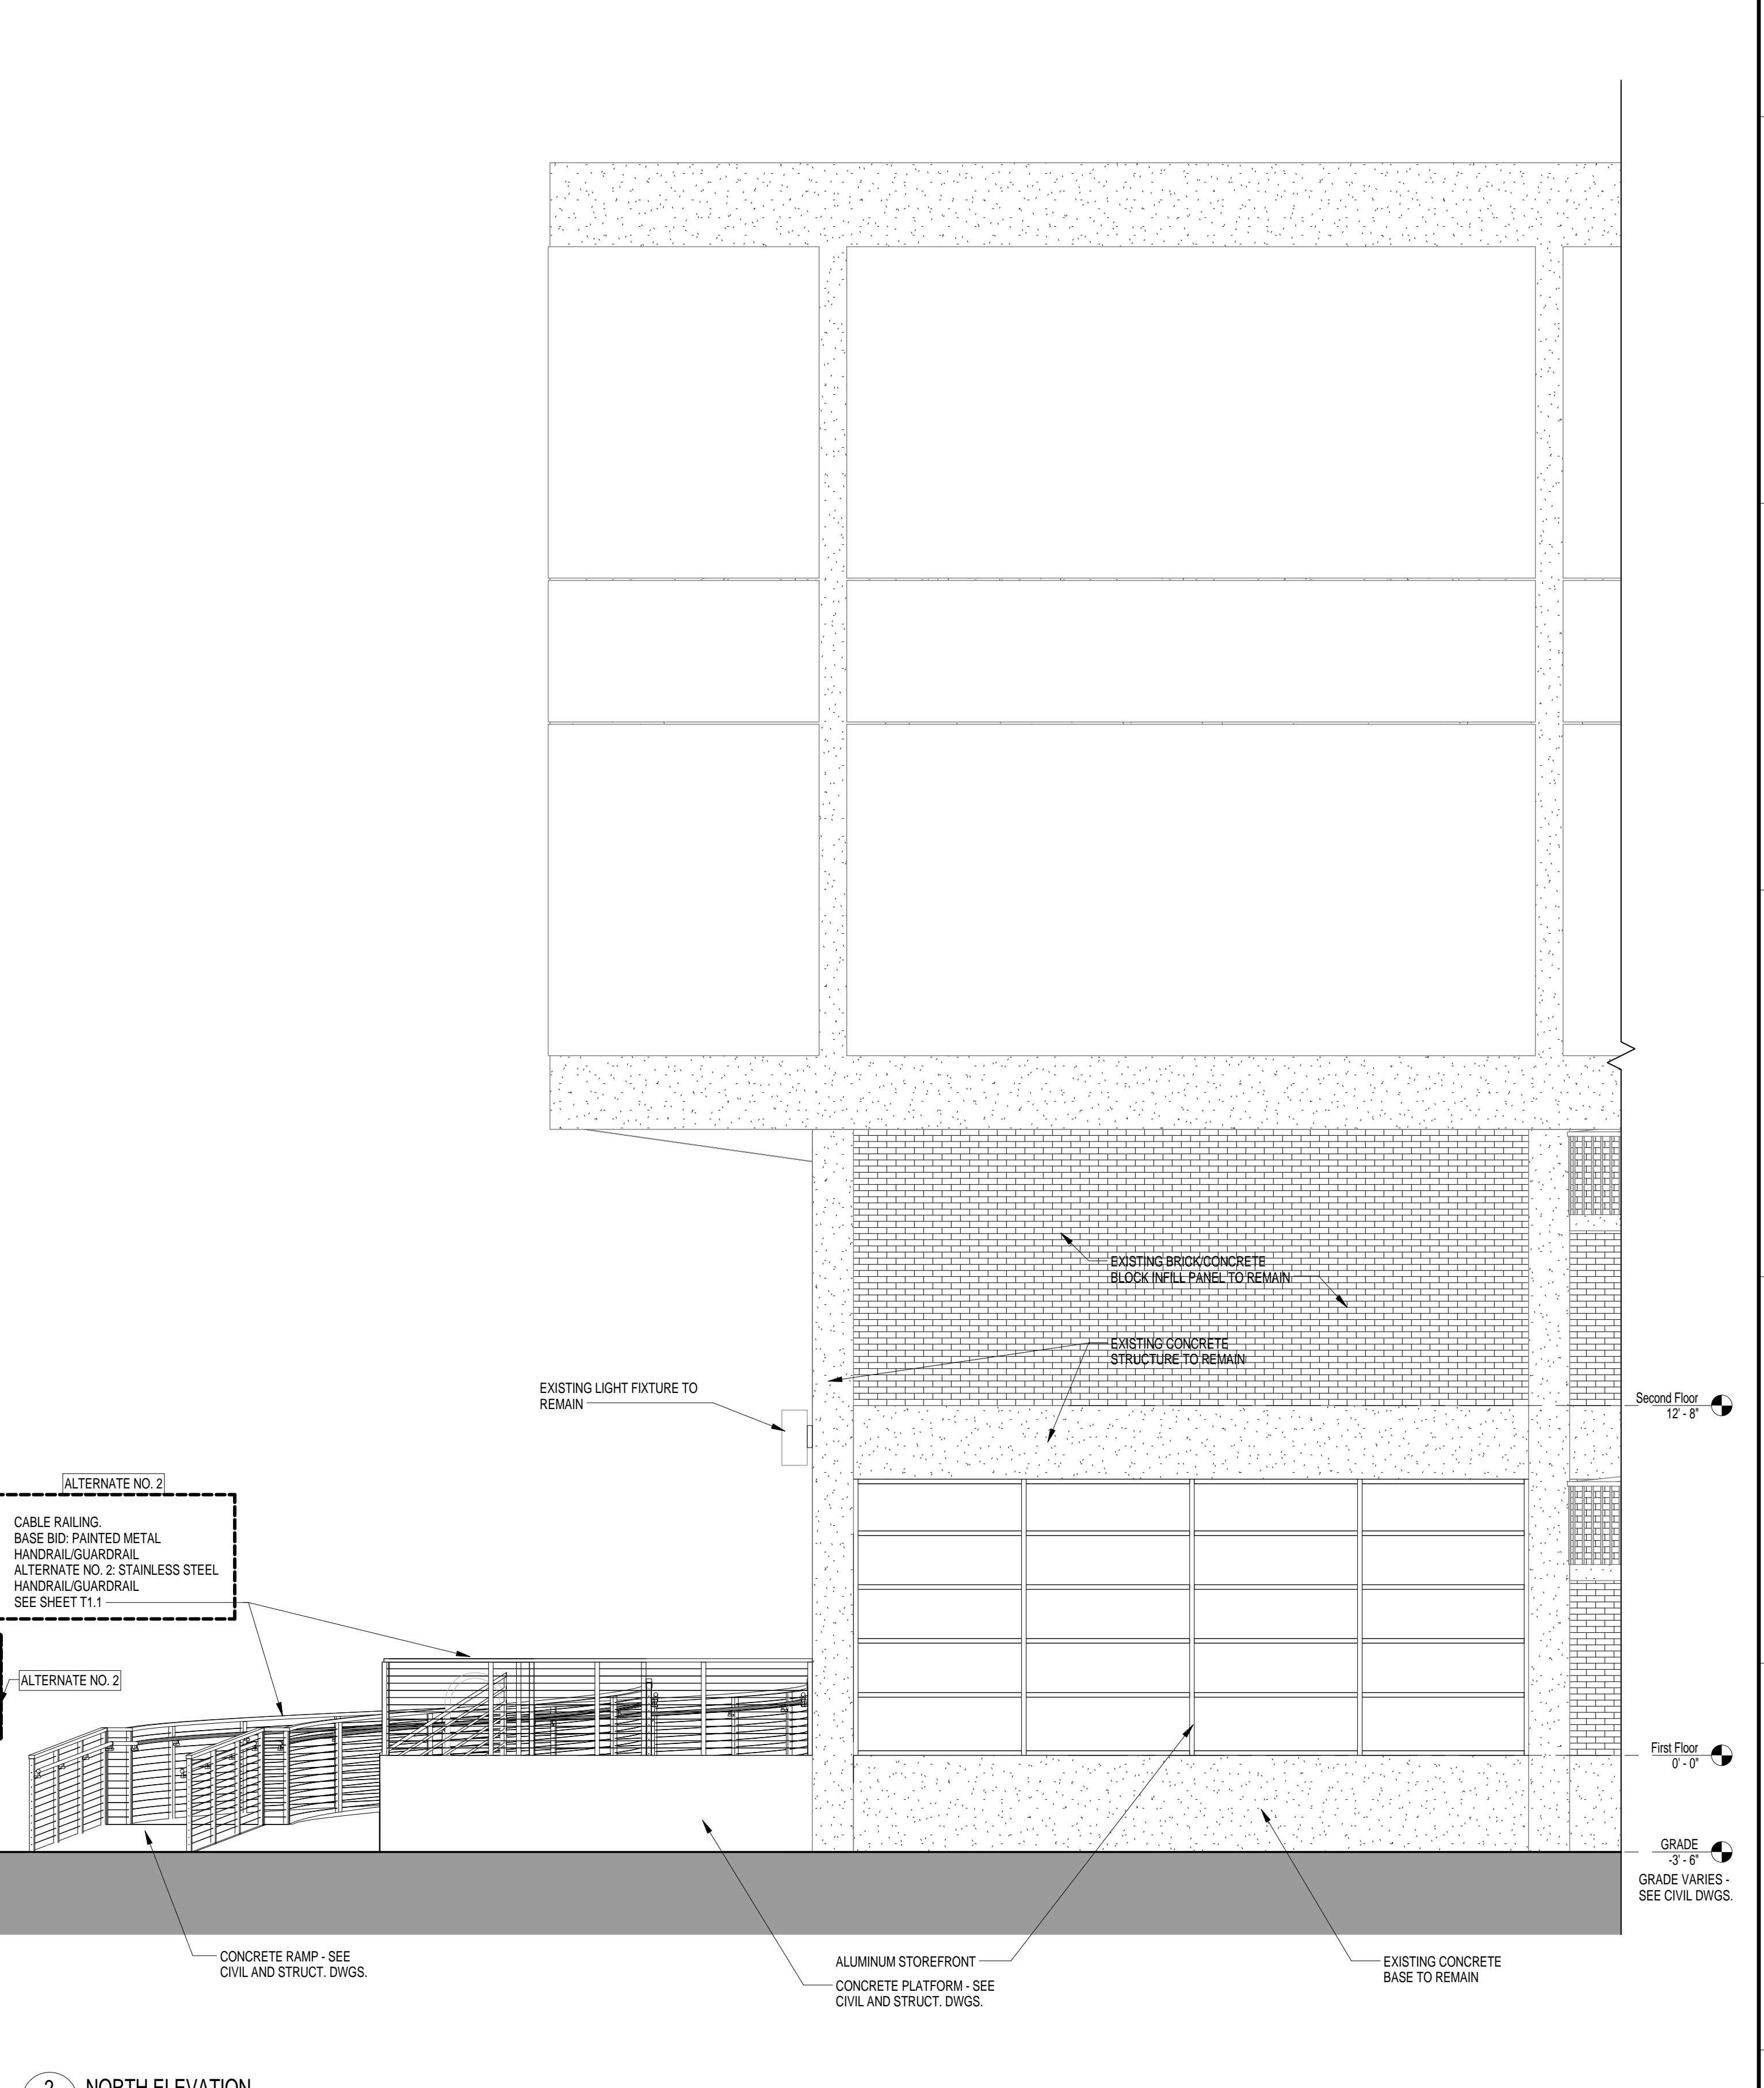 EXISTING BRICK/CONCRETE
BLOCK INFILL PANEL TO REMAIN
EXISTING CONCRETE
STRUCTURE TO REMAIN
EXISTING LIGHT FIXTURE TO
REMAIN
Second Floor
12' - 8"
ALTERNATE NO. 2
CABLE RAILING.
BASE BID: PAINTED METAL
HANDRAIL/GUARDRAIL
ALTERNATE NO. 2: STAINLESS STEEL
HANDRAIL/GUARDRAIL
SEE SHEET T1.1
ALTERNATE NO. 2
First Floor
0' - 0"
GRADE
-3' - 6"
GRADE VARIES -
SEE CIVIL DWGS.
CONCRETE RAMP - SEE
CIVIL AND STRUCT. DWGS.
ALUMINUM STOREFRONT
CONCRETE PLATFORM - SEE
CIVIL AND STRUCT. DWGS.
EXISTING CONCRETE
BASE TO REMAIN
2 NORTH ELEVATION